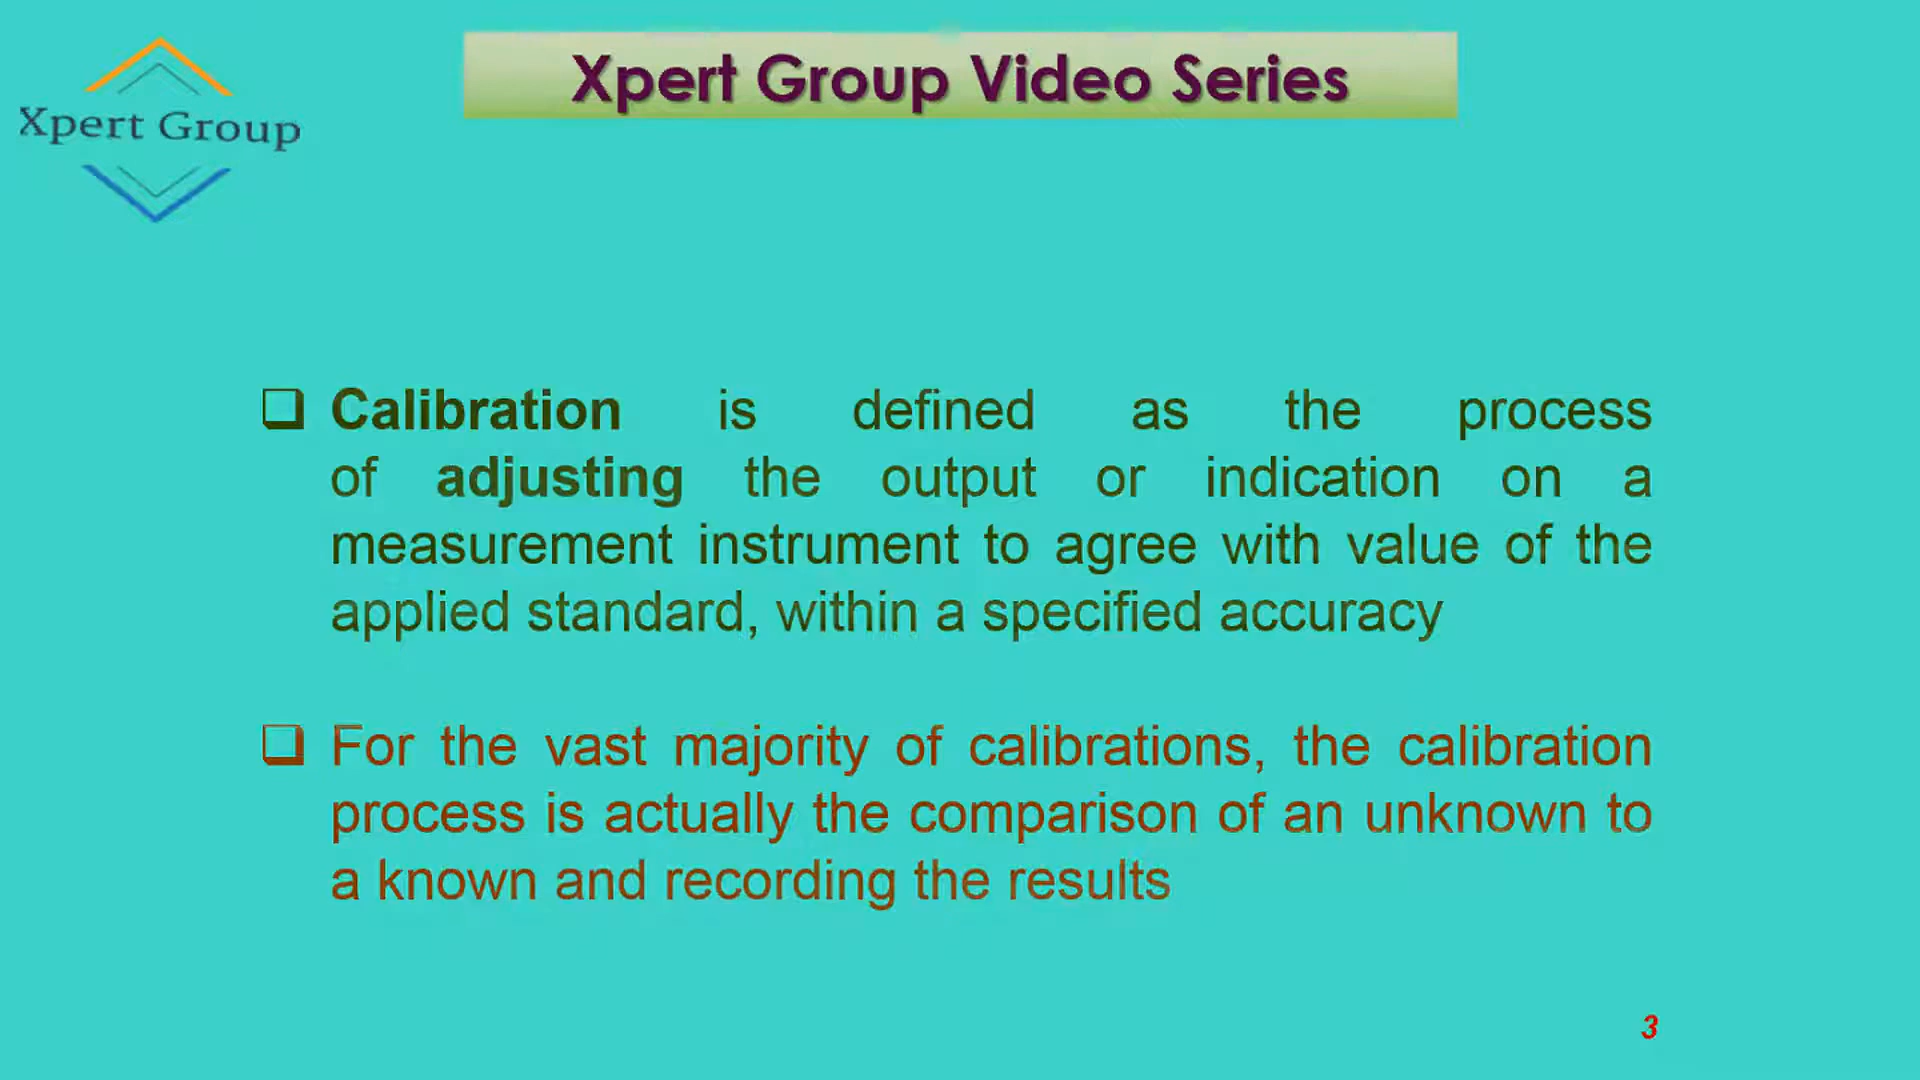 Xpert Group Video Series
Xpert Group
Calibration is defined as the process
of adjusting the output or indication on a
measurement instrument to agree with value of the
applied standard, within a specified accuracy
For the vast majority of calibrations, the calibration
process is actually the comparison of an unknown to
a known and recording the results
3